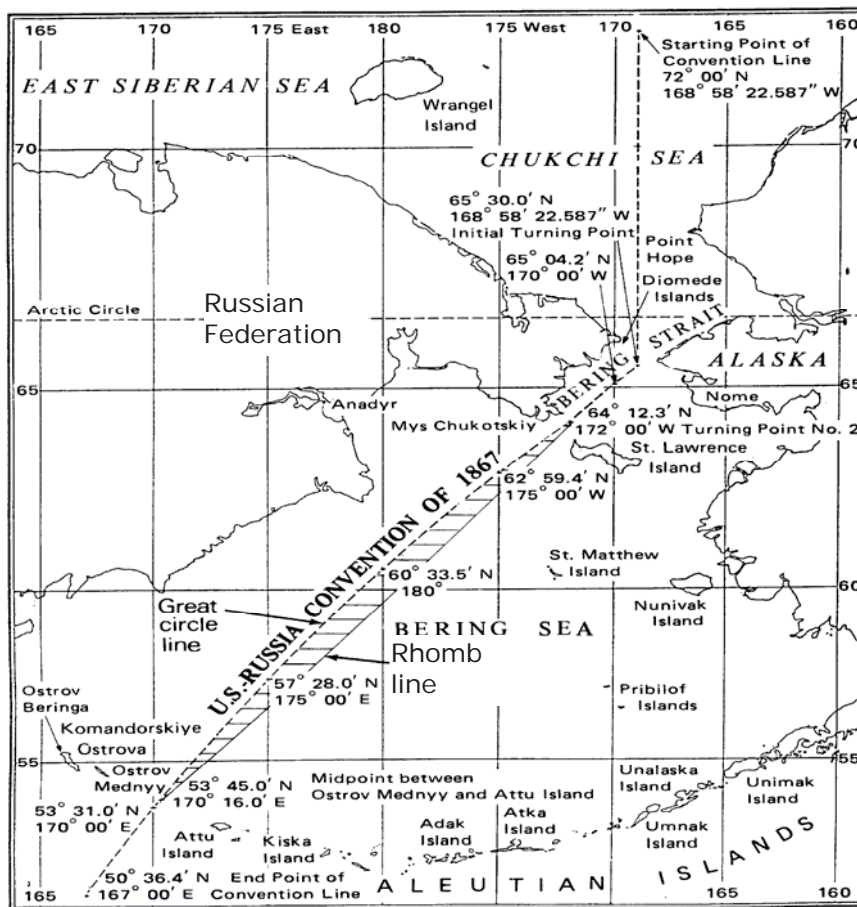 165
170
East
180
West
170
169
165
160
Starting Point of
Convention Line
72° 00′ N
168° 58′ 22.587″ W
EAST SIBERIAN SEA
Wrangel
Island
70
CHUKCHI SEA
70
65° 30.0′ N
168° 58′ 22.587″ W
Initial Turning Point
65° 04.2′ N
170° 00′ W
Point
Hope
Diomede
Islands
Arctic Circle
Russian
Federation
BERING STRAIT
ALASKA
65
65
Anadyr
Nome
Mys Chukotskiy
64° 12.3′ N
172° 00′ W Turning Point No. 2
St. Lawrence
Island
62° 59.4′ N
175° 00′ W
U.S.-RUSSIA CONVENTION OF 1867
St. Matthew
Island
60° 33.5′ N
180°
60
60
Nunivak
Island
Great
circle
line
BERING SEA
Rhomb
line
57° 28.0′ N
175° 00′ E
Pribilof
Islands
Ostrov
Beringa
Komandorskiye
Ostrova
Ostrov
Mednyy
55
55
53° 45.0′ N
170° 16.0′ E
Midpoint between
Ostrov Mednyy and Attu Island
Unalaska
Island
Unimak
Island
53° 31.0′ N
170° 00′ E
Attu
Island
Kiska
Island
Adak
Island
Atka
Island
Umnak
Island
50° 36.4′ N
167° 00′ E
End Point of
Convention Line
ALEUTIAN ISLANDS
165
165
160